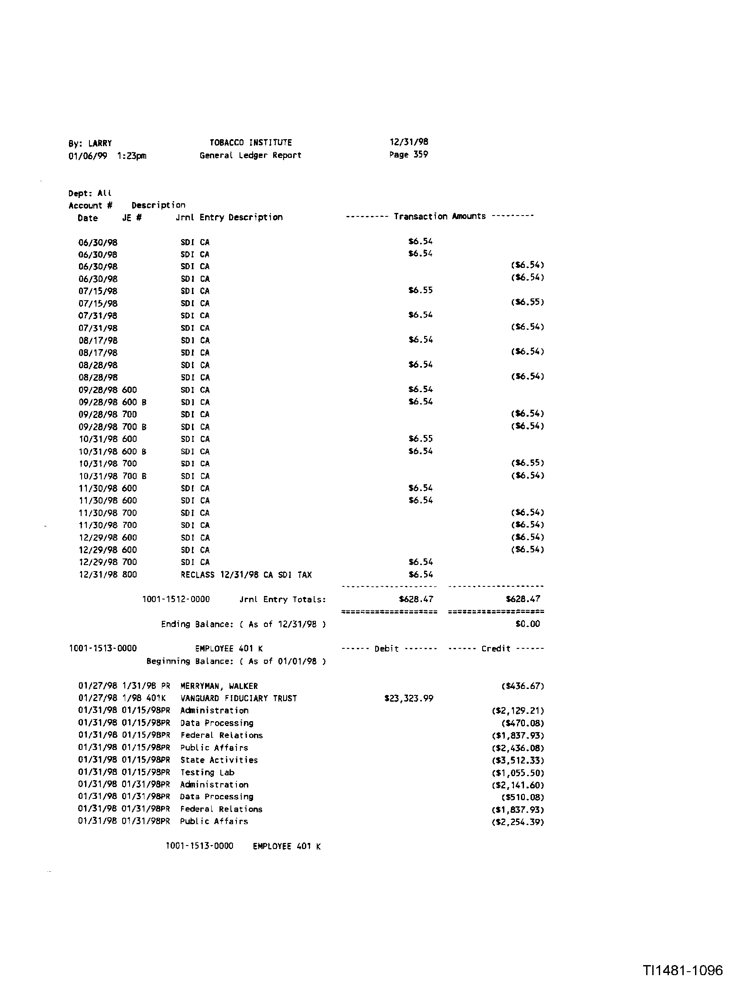 By: LARRY TOBACCO INSTITUTE 12/31/98
01/06/99 1:23pm General Ledger Report Page 359
Dept: All
Account # Description
Date JE # Jrnl Entry Description --------- Transaction Amounts ---------
06/30/98 SDI CA $6.54
06/30/98 SDI CA $6.54
06/30/98 SDI CA ($6.54)
06/30/98 SDI CA ($6.54)
07/15/98 SDI CA $6.55
07/15/98 SDI CA ($6.55)
07/31/98 SDI CA $6.54
07/31/98 SDI CA ($6.54)
08/17/98 SDI CA $6.54
08/17/98 SDI CA ($6.54)
08/28/98 SDI CA $6.54
08/28/98 SDI CA ($6.54)
09/28/98 600 SDI CA $6.54
09/28/98 600 B SDI CA $6.54
09/28/98 700 SDI CA ($6.54)
09/28/98 700 B SDI CA ($6.54)
10/31/98 600 SDI CA $6.55
10/31/98 600 B SDI CA $6.54
10/31/98 700 SDI CA ($6.55)
10/31/98 700 B SDI CA ($6.54)
11/30/98 600 SDI CA $6.54
11/30/98 600 SDI CA $6.54
11/30/98 700 SDI CA ($6.54)
11/30/98 700 SDI CA ($6.54)
12/29/98 600 SDI CA ($6.54)
12/29/98 600 SDI CA ($6.54)
12/29/98 700 SDI CA $6.54
12/31/98 800 RECLASS 12/31/98 CA SDI TAX $6.54
------------------- -------------------
1001-1512-0000 Jrnl Entry Totals: $628.47 $628.47
=================== ===================
Ending Balance: ( As of 12/31/98 ) $0.00
1001-1513-0000 EMPLOYEE 401 K ------ Debit ------- ------ Credit ------
Beginning Balance: ( As of 01/01/98 )
01/27/98 1/31/98 PR MERRYMAN, WALKER ($436.67)
01/27/98 1/98 401K VANGUARD FIDUCIARY TRUST $23,323.99
01/31/98 01/15/98PR Administration ($2,129.21)
01/31/98 01/15/98PR Data Processing ($470.08)
01/31/98 01/15/98PR Federal Relations ($1,837.93)
01/31/98 01/15/98PR Public Affairs ($2,436.08)
01/31/98 01/15/98PR State Activities ($3,512.33)
01/31/98 01/15/98PR Testing Lab ($1,055.50)
01/31/98 01/31/98PR Administration ($2,141.60)
01/31/98 01/31/98PR Data Processing ($510.08)
01/31/98 01/31/98PR Federal Relations ($1,837.93)
01/31/98 01/31/98PR Public Affairs ($2,254.39)
1001-1513-0000 EMPLOYEE 401 K
TI1481-1096